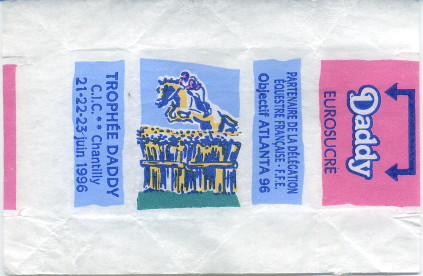 TROPHÉE DADDY
C.I.C.** Chantilly
21-22-23 juin 1996
PARTENAIRE DE LA DÉLÉGATION
ÉQUESTRE FRANÇAISE - F.F.E.
Objectif ATLANTA 96
Daddy
EUROSUCRE